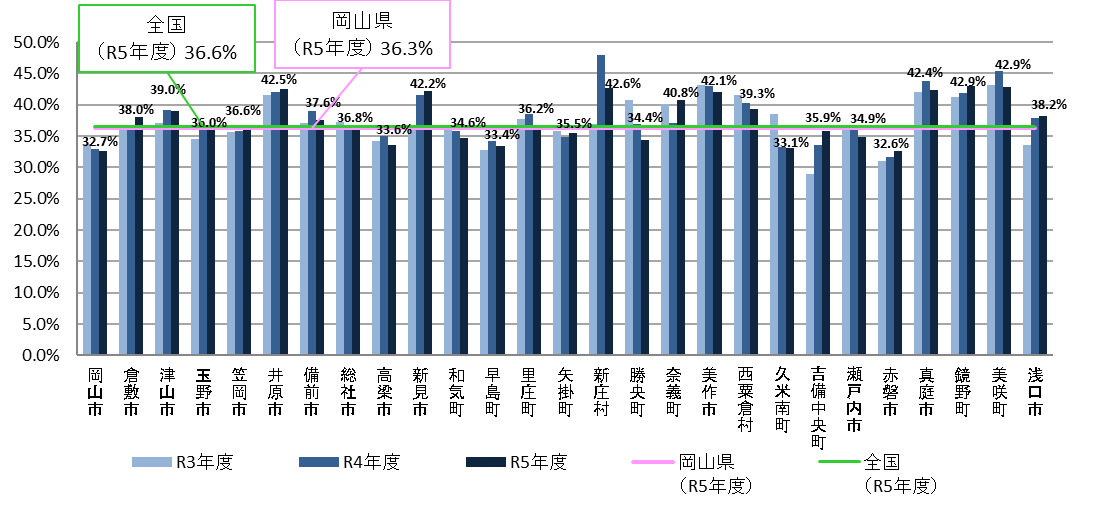 全国
（R5年度）36.6%
岡山県
（R5年度）36.3%
50.0%
45.0%
40.0%
35.0%
30.0%
25.0%
20.0%
15.0%
10.0%
5.0%
0.0%
32.7%
38.0%
39.0%
36.0%
36.6%
42.5%
37.6%
36.8%
33.6%
42.2%
34.6%
33.4%
36.2%
35.5%
42.6%
34.4%
40.8%
42.1%
39.3%
33.1%
35.9%
34.9%
32.6%
42.4%
42.9%
42.9%
38.2%
岡山市
倉敷市
津山市
玉野市
笠岡市
井原市
備前市
総社市
高梁市
新見市
和気町
早島町
里庄町
矢掛町
新庄村
勝央町
奈義町
美作市
西粟倉村
久米南町
吉備中央町
瀬戸内市
赤磐市
真庭市
鏡野町
美咲町
浅口市
R3年度
R4年度
R5年度
岡山県
（R5年度）
全国
（R5年度）